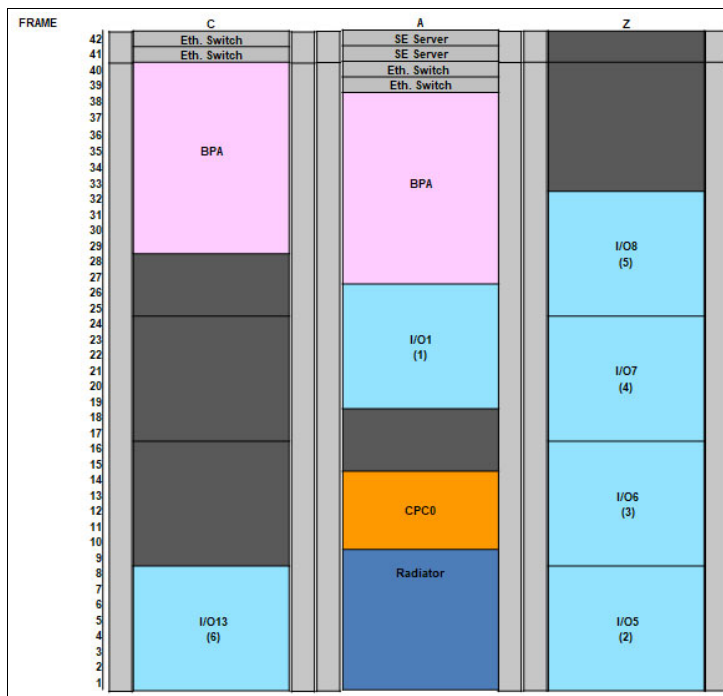 FRAME
C
A
Z
42
41
40
39
38
37
36
35
34
33
32
31
30
29
28
27
26
25
24
23
22
21
20
19
18
17
16
15
14
13
12
11
10
9
8
7
6
5
4
3
2
1
Eth. Switch
Eth. Switch
BPA
I/O13
(6)
SE Server
SE Server
Eth. Switch
Eth. Switch
BPA
I/O1
(1)
CPC0
Radiator
I/O8
(5)
I/O7
(4)
I/O6
(3)
I/O5
(2)